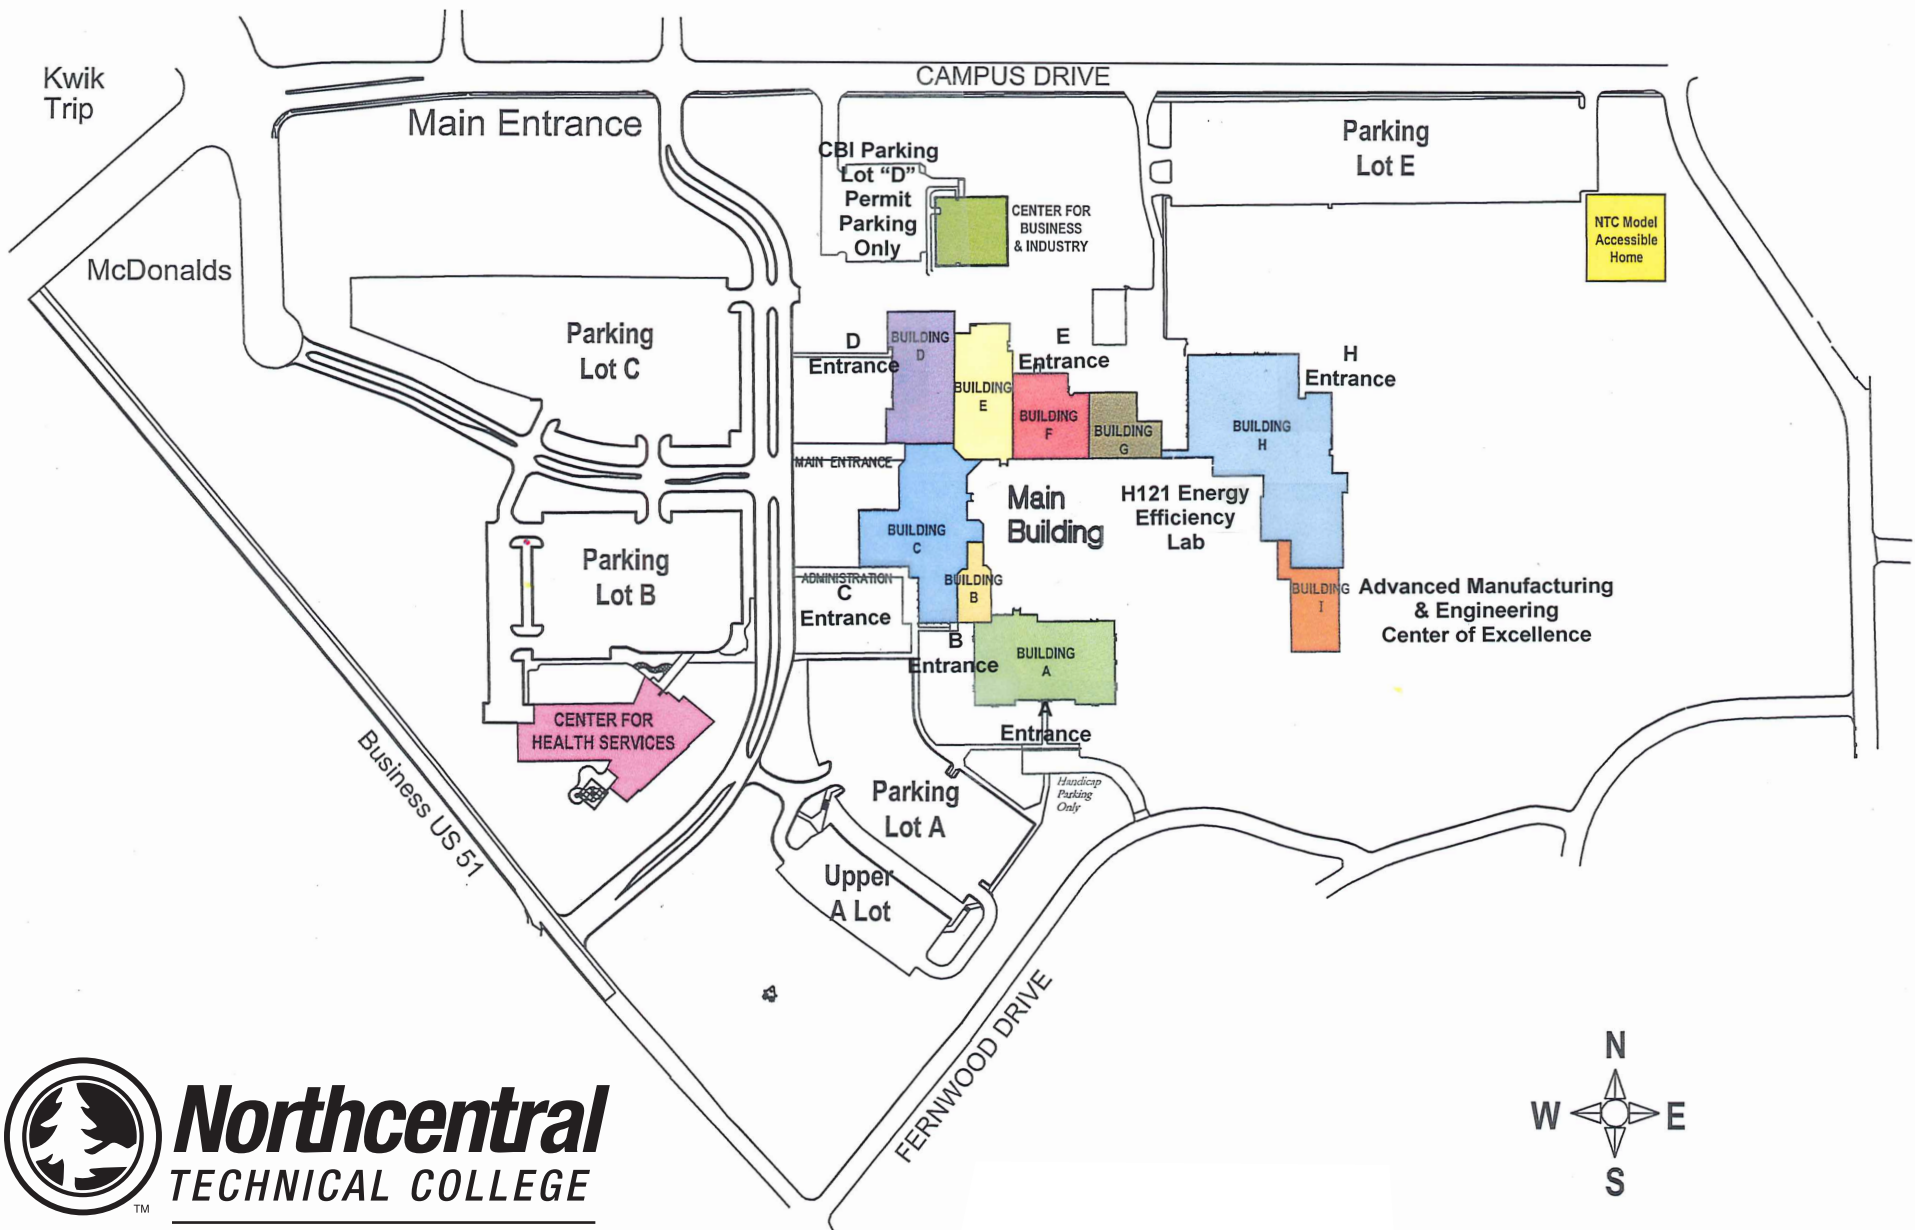 Kwik
Trip
CAMPUS DRIVE
Main Entrance
CBI Parking
Lot “D”
Permit
Parking
Only
CENTER FOR
BUSINESS
& INDUSTRY
Parking
Lot E
NTC Model
Accessible
Home
McDonalds
Parking
Lot C
D
Entrance
BUILDING
D
BUILDING
E
E
Entrance
BUILDING
F
BUILDING
G
BUILDING
H
H
Entrance
MAIN ENTRANCE
Main
Building
H121 Energy
Efficiency
Lab
BUILDING
C
Parking
Lot B
ADMINISTRATION
C
Entrance
BUILDING
B
B
Entrance
BUILDING
A
A
Entrance
BUILDING
I
Advanced Manufacturing
& Engineering
Center of Excellence
CENTER FOR
HEALTH SERVICES
Business US 51
Parking
Lot A
Handicap
Parking
Only
Upper
A Lot
FERNWOOD DRIVE
N
W E
S
Northcentral
TECHNICAL COLLEGE
TM